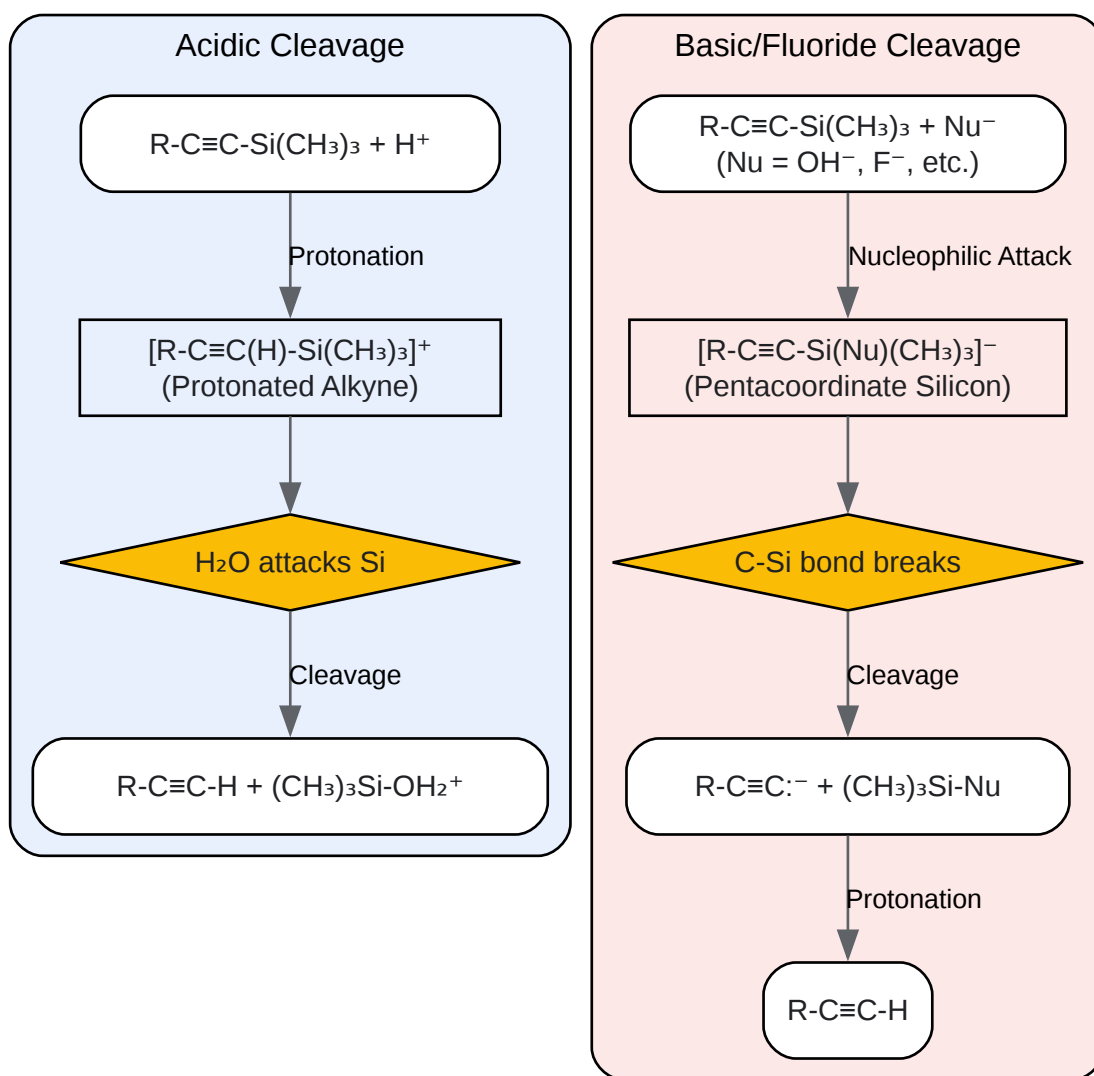 Acidic Cleavage
R-C≡C-Si(CH₃)₃ + H⁺
Protonation
[R-C≡C(H)-Si(CH₃)₃]⁺
(Protonated Alkyne)
H₂O attacks Si
Cleavage
R-C≡C-H + (CH₃)₃Si-OH₂⁺
Basic/Fluoride Cleavage
R-C≡C-Si(CH₃)₃ + Nu⁻
(Nu = OH⁻, F⁻, etc.)
Nucleophilic Attack
[R-C≡C-Si(Nu)(CH₃)₃]⁻
(Pentacoordinate Silicon)
C-Si bond breaks
Cleavage
R-C≡C:⁻ + (CH₃)₃Si-Nu
Protonation
R-C≡C-H